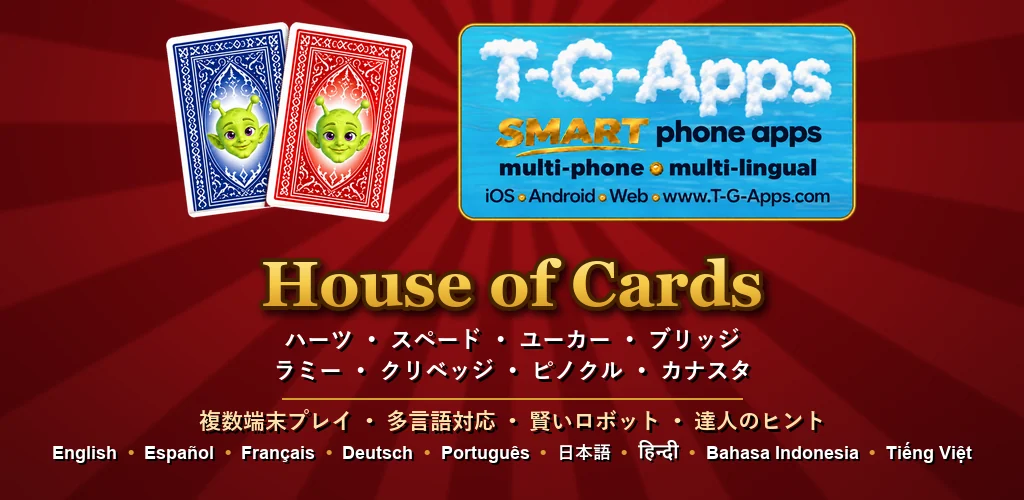 T-G-Apps
SMART phone apps
multi-phone • multi-lingual
iOS • Android • Web • www.T-G-Apps.com
House of Cards
ハーツ ・ スペード ・ ユーカー ・ ブリッジ
ラミー ・ クリベッジ ・ ピノクル ・ カナスタ
複数端末プレイ ・ 多言語対応 ・ 賢いロボット ・ 達人のヒント
English • Español • Français • Deutsch • Português • 日本語 • हिन्दी • Bahasa Indonesia • Tiếng Việt